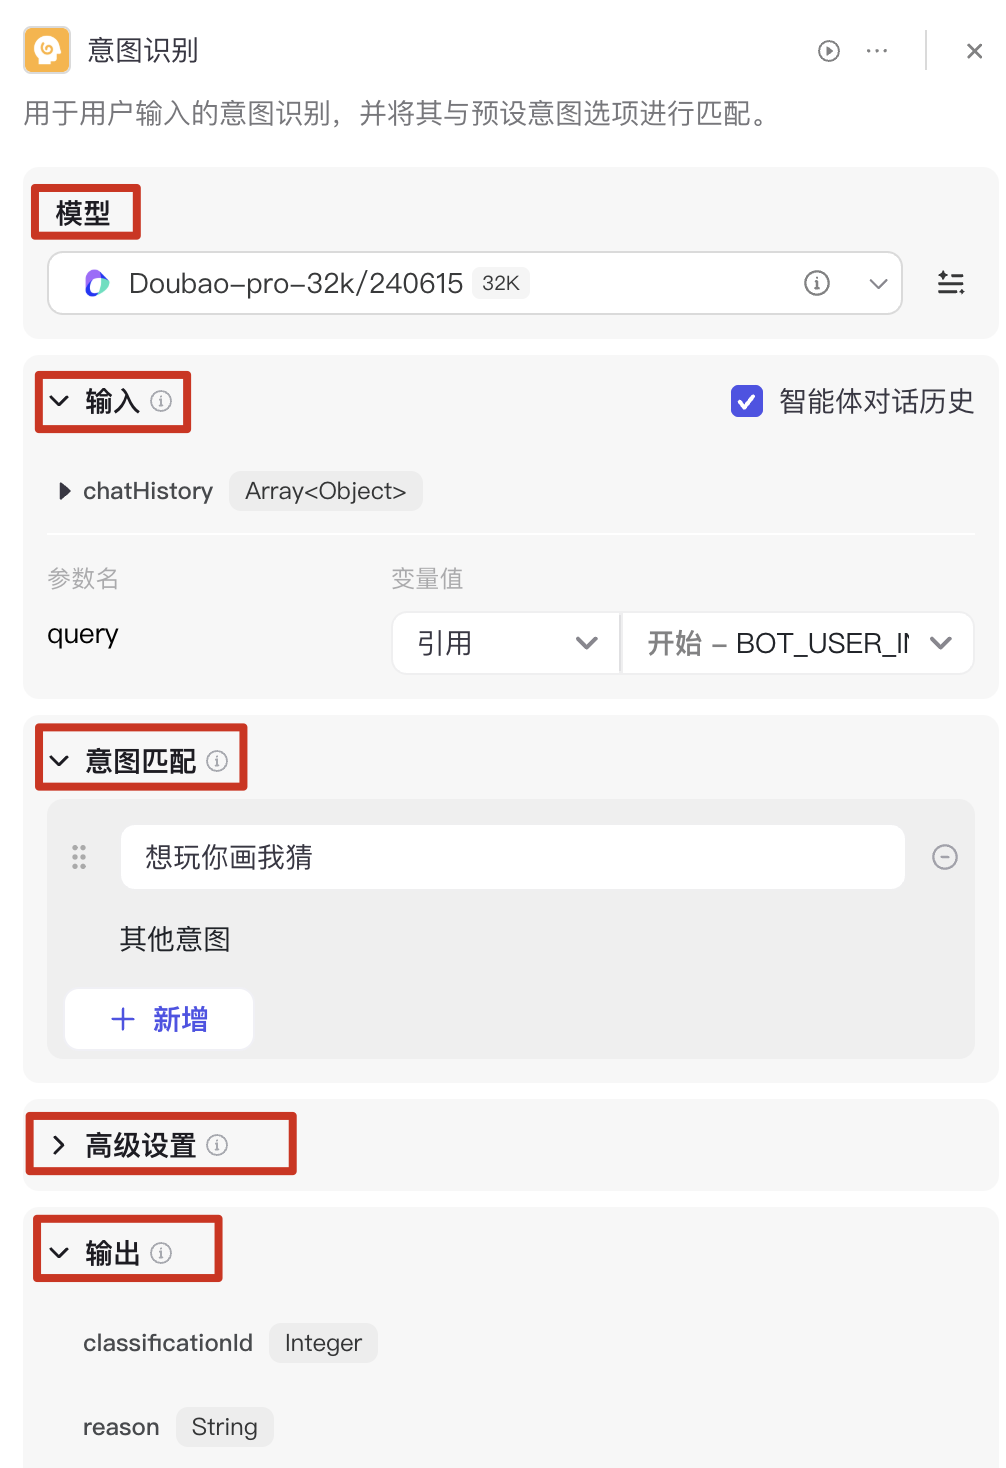 意图识别
用于用户输入的意图识别，并将其与预设意图选项进行匹配。
模型
Doubao-pro-32k/240615 32K
输入 智能体对话历史
chatHistory Array<Object>
参数名 变量值
query 引用 开始 - BOT_USER_IN
意图匹配
想玩你画我猜
其他意图
+ 新增
高级设置
输出
classificationId Integer
reason String